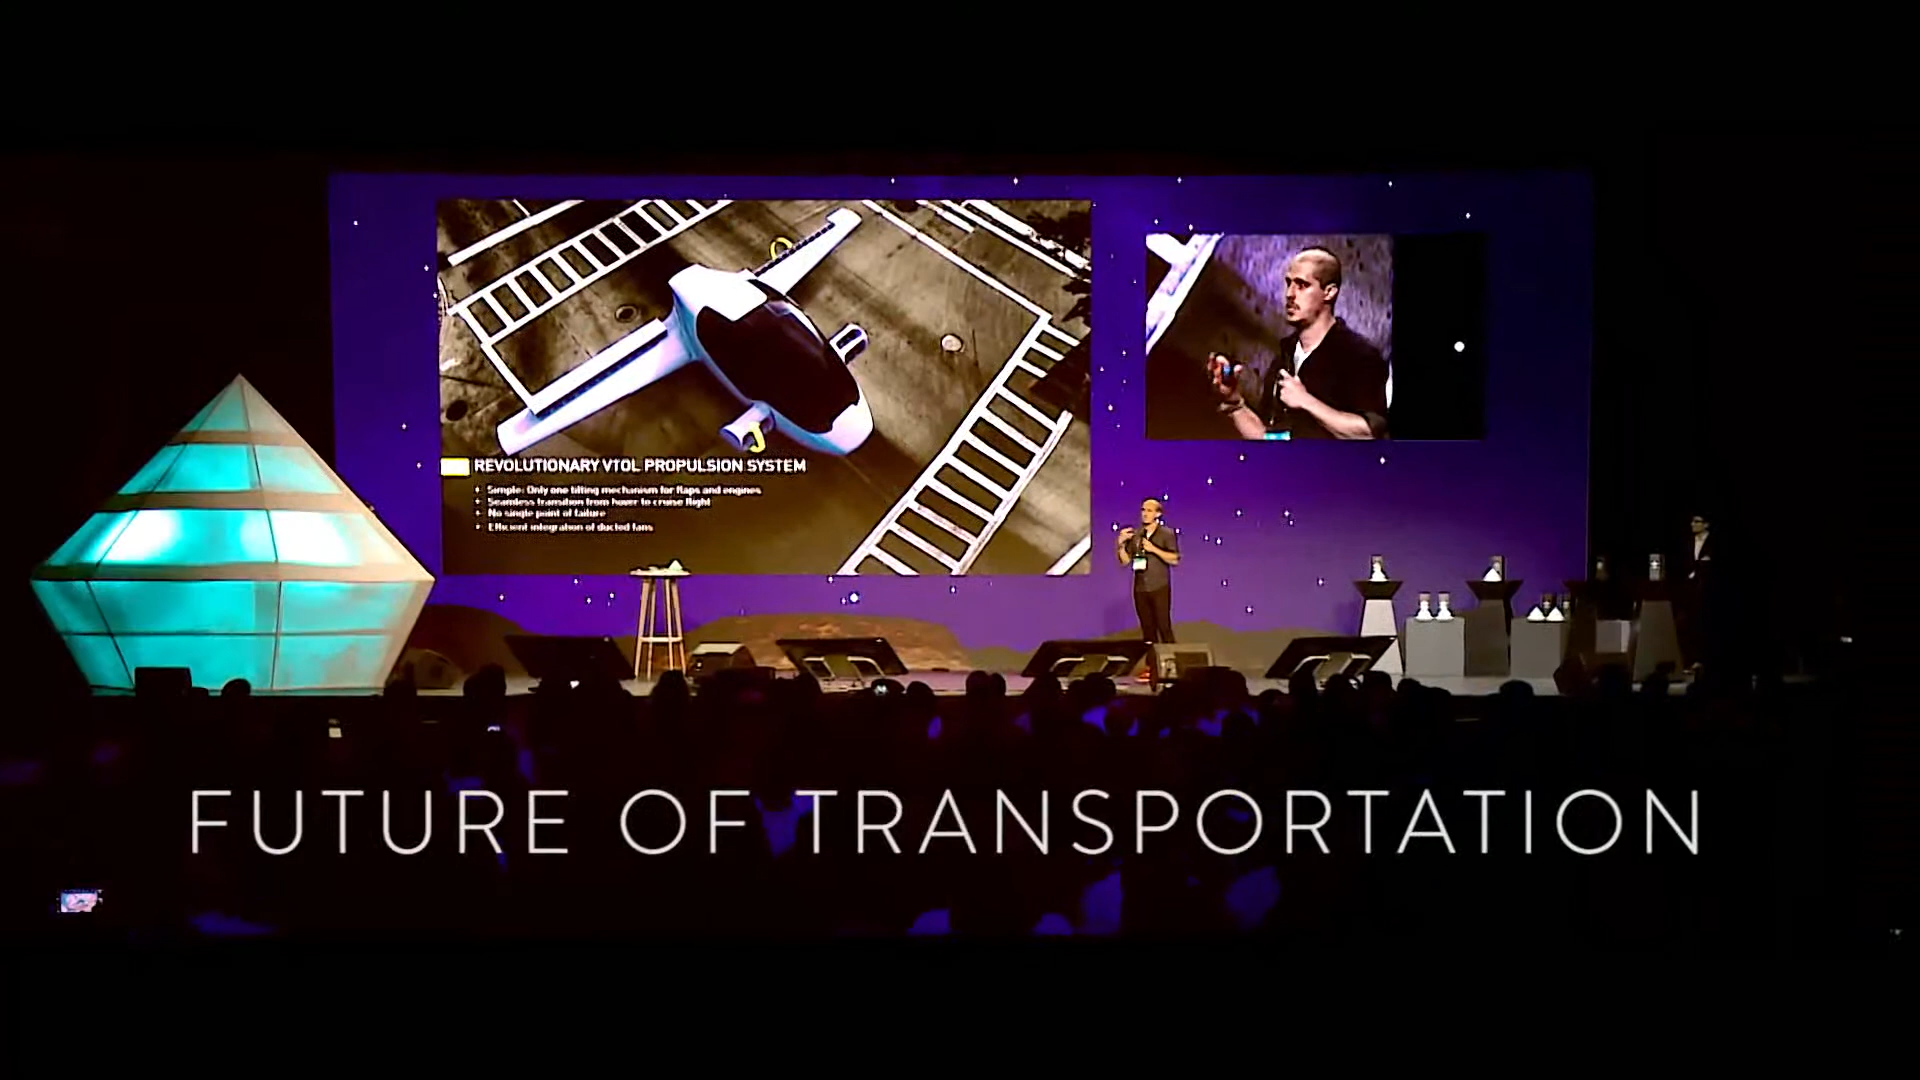 REVOLUTIONARY VTOL PROPULSION SYSTEM
Simple: Only one tilting mechanism for flaps and engines
Seamless transition from hover to cruise flight
No single point of failure
Efficient integration of ducted fans
FUTURE OF TRANSPORTATION